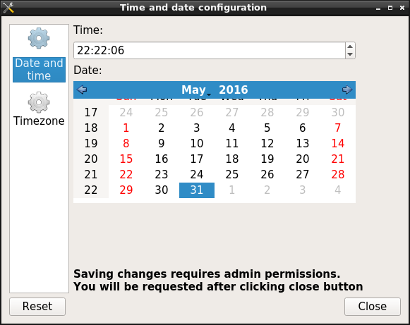 Time and date configuration
Date and
time
Timezone
Time:
22:22:06
Date:
May 2016
Sun Mon Tue Wed Thu Fri Sat
17 24 25 26 27 28 29 30
18 1 2 3 4 5 6 7
19 8 9 10 11 12 13 14
20 15 16 17 18 19 20 21
21 22 23 24 25 26 27 28
22 29 30 31 1 2 3 4
Saving changes requires admin permissions.
You will be requested after clicking close button
Reset
Close